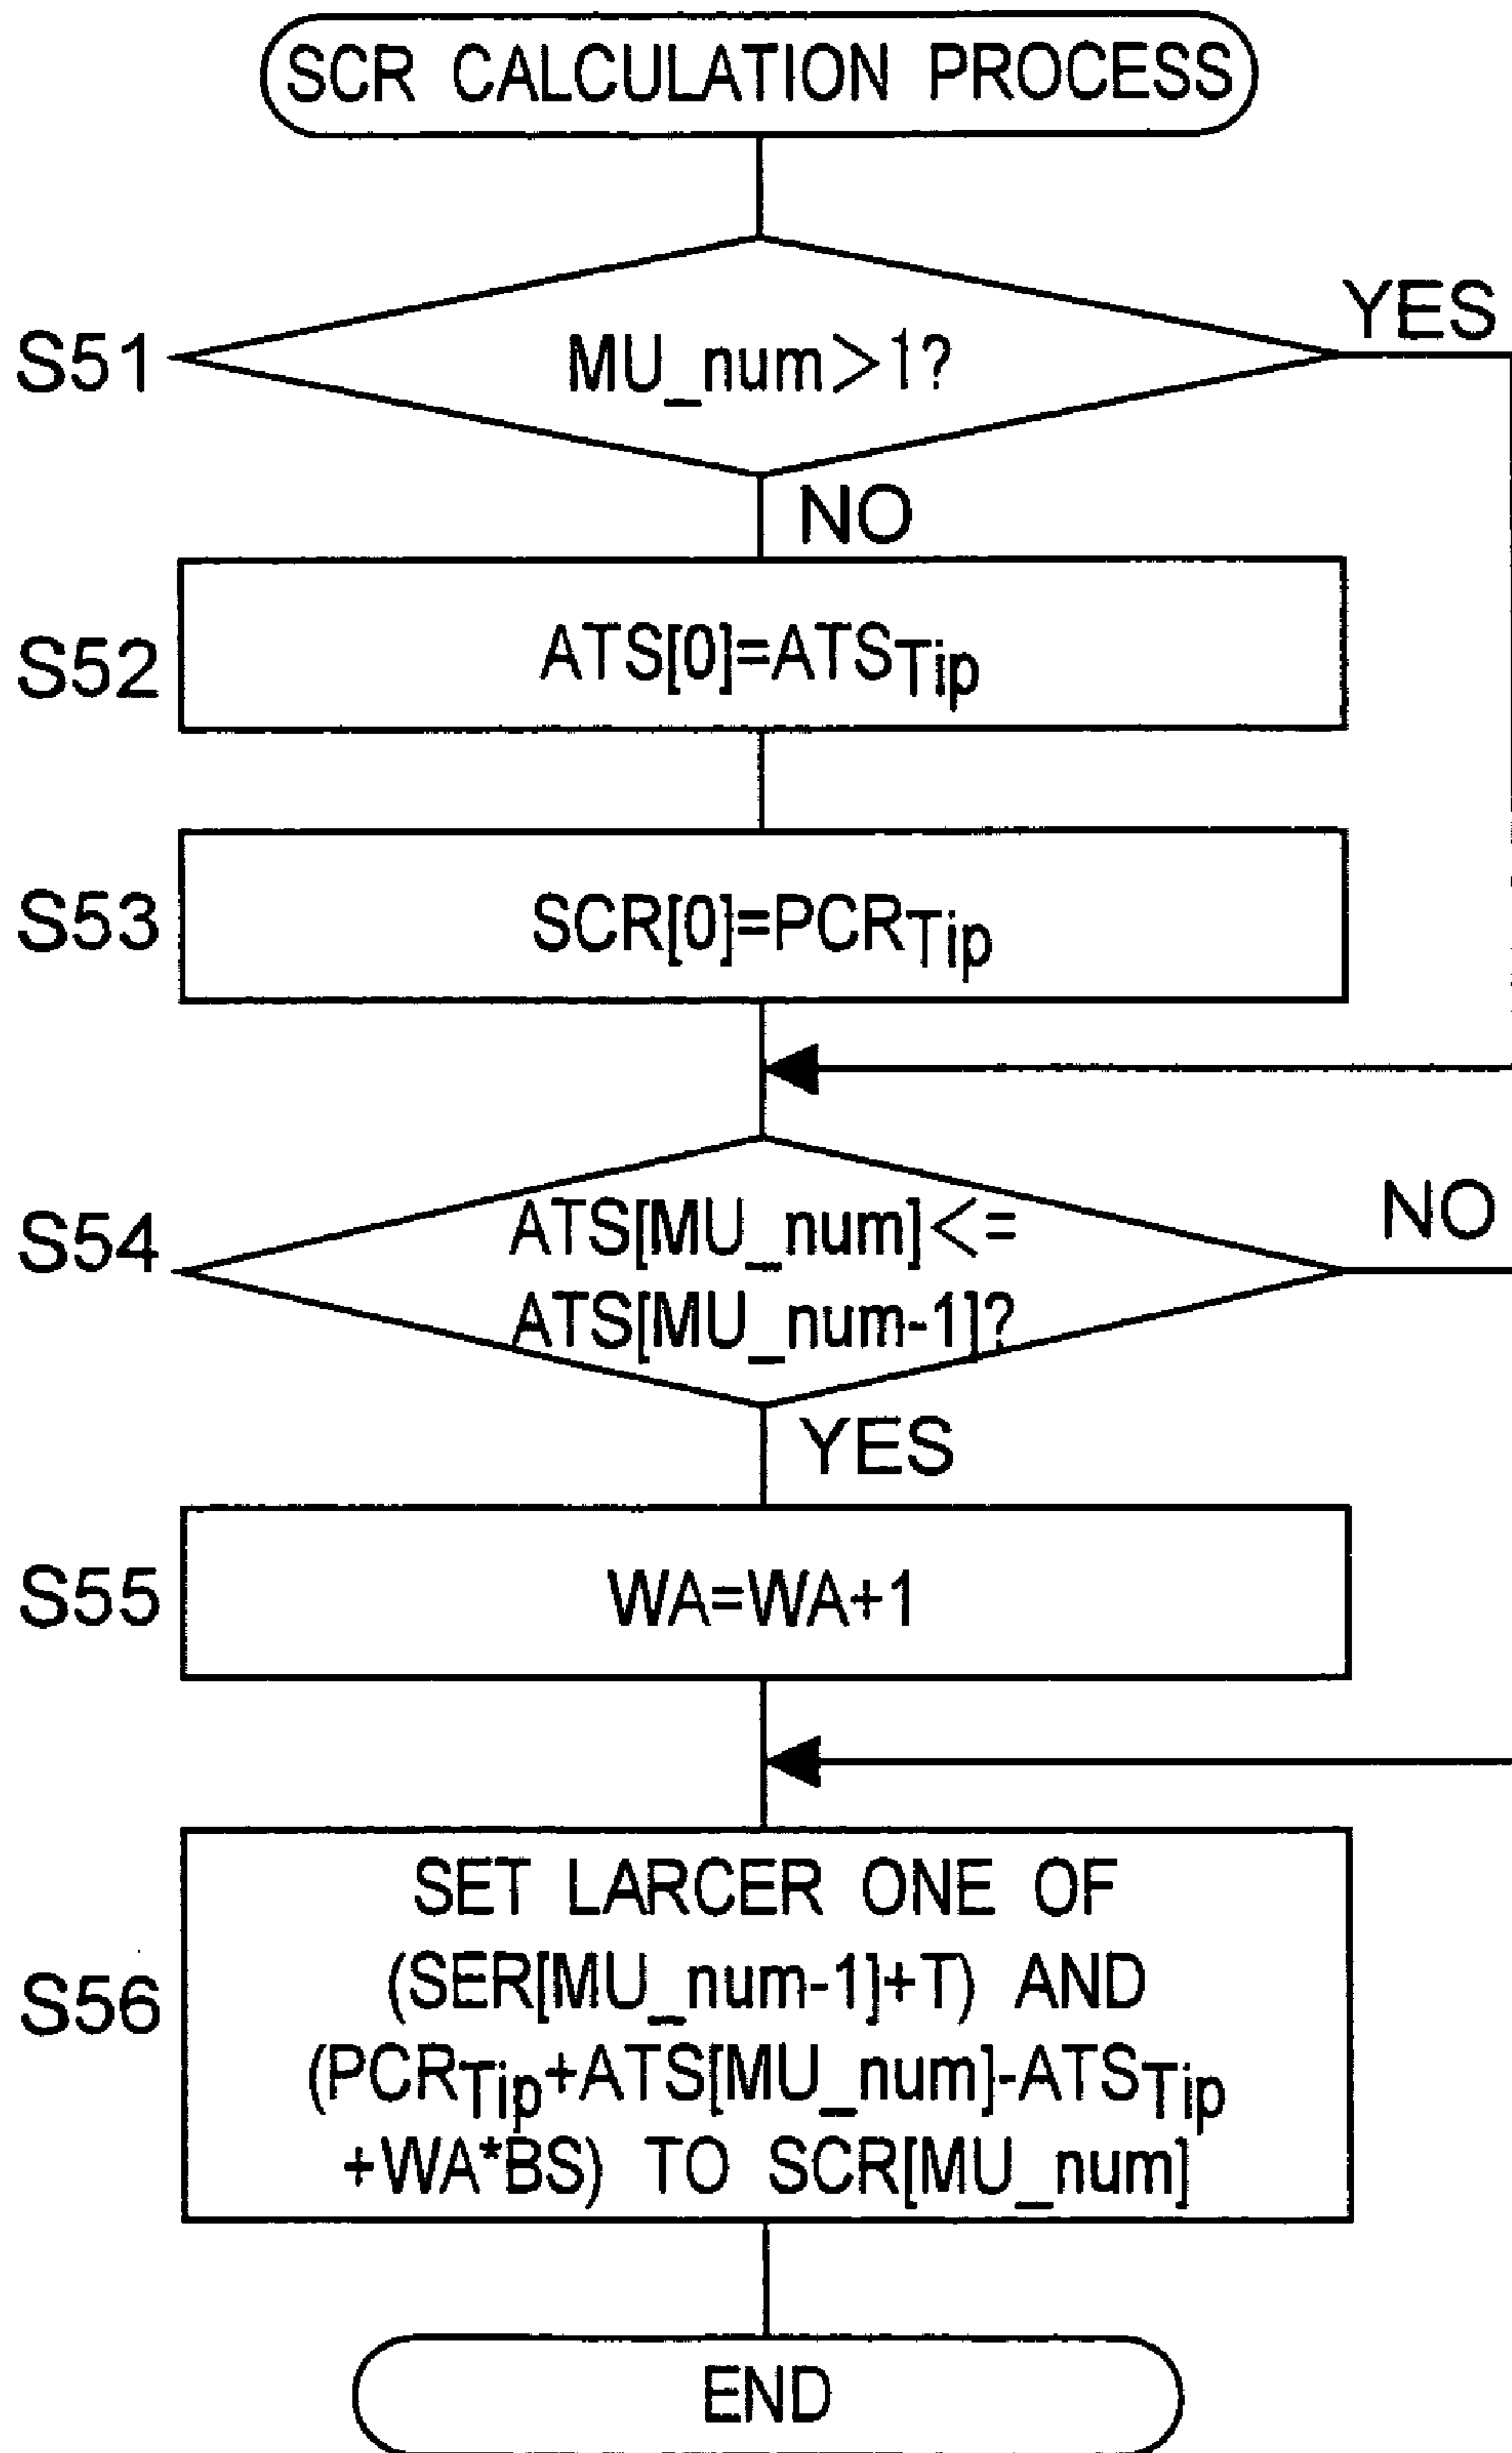 SCR CALCULATION PROCESS
S51
MU_num>1?
YES
NO
S52
ATS[0]=ATSTip
S53
SCR[0]=PCRTip
S54
ATS[MU_num]<=
ATS[MU_num-1]?
NO
YES
S55
WA=WA+1
S56
SET LARCER ONE OF
(SER[MU_num-1]+T) AND
(PCRTip+ATS[MU_num]-ATSTip
+WA*BS) TO SCR[MU_num]
END